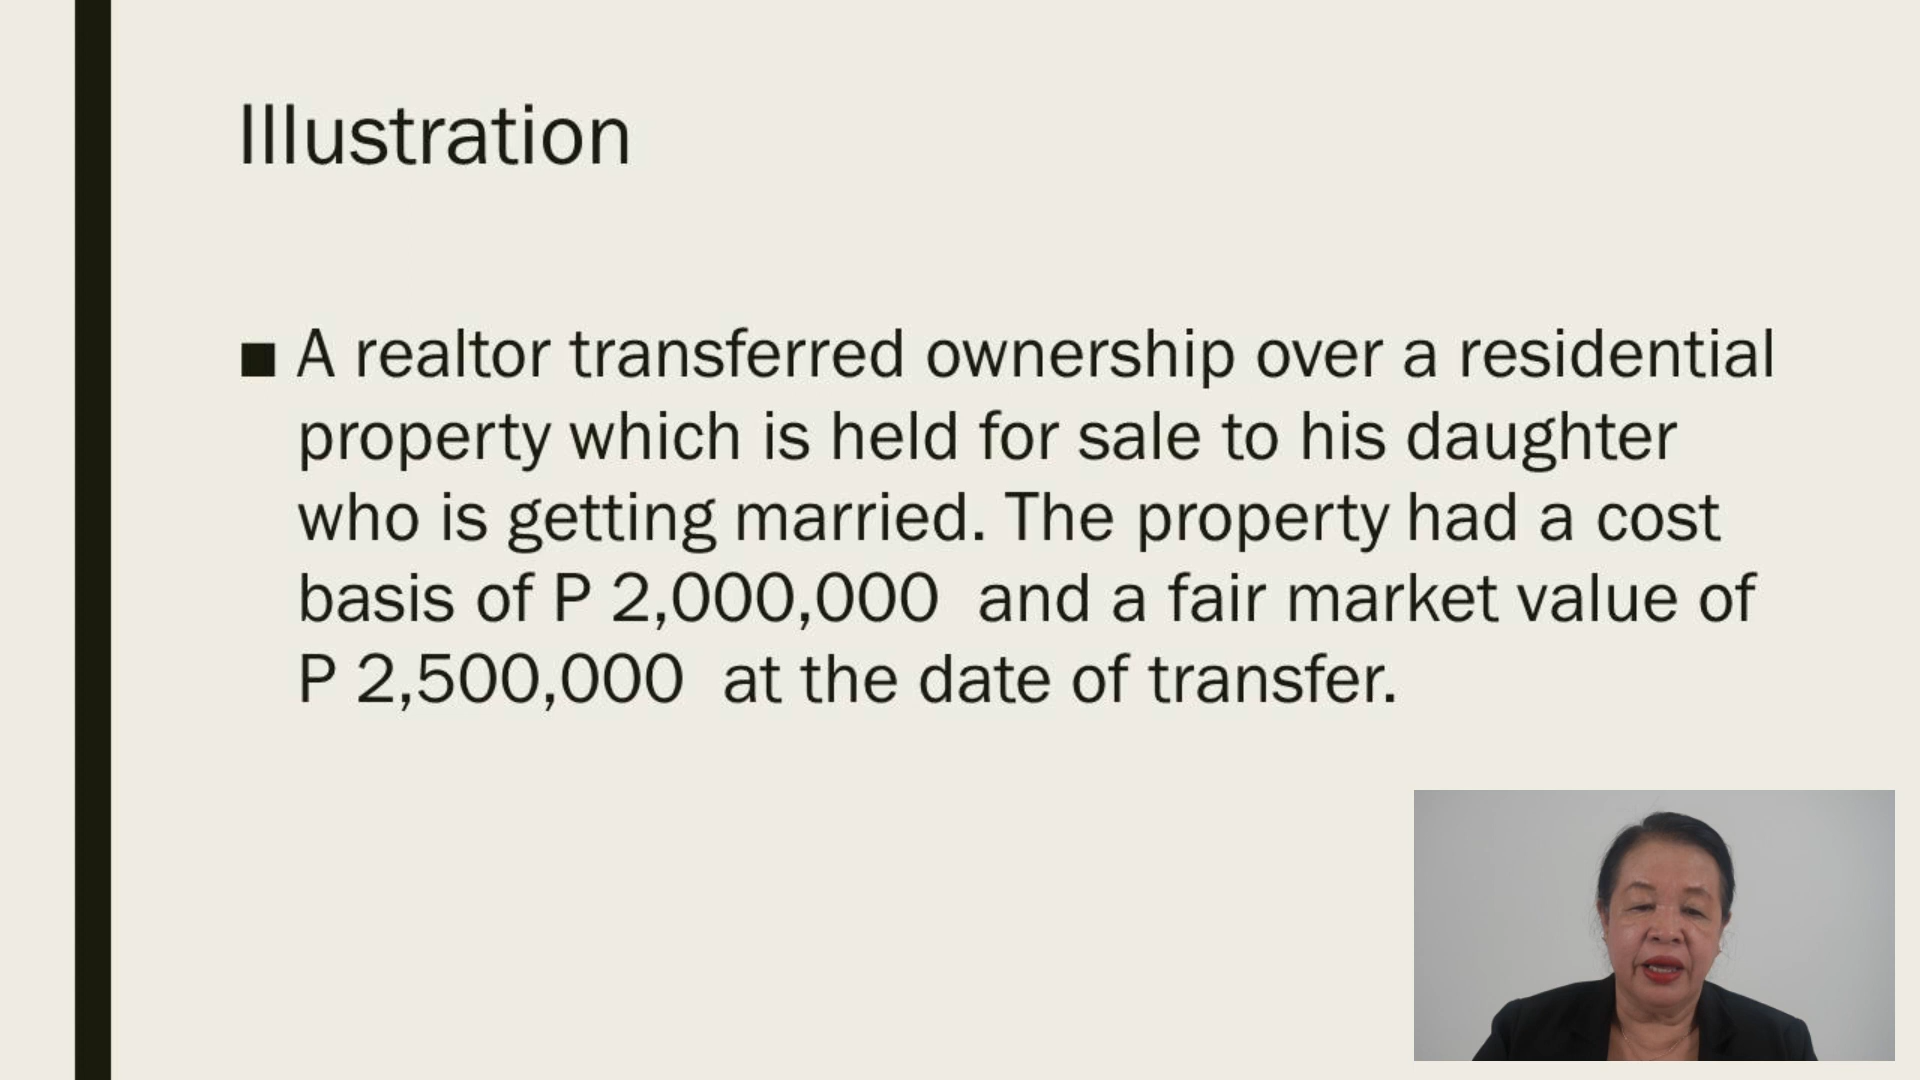 Illustration
■ A realtor transferred ownership over a residential
property which is held for sale to his daughter
who is getting married. The property had a cost
basis of P 2,000,000 and a fair market value of
P 2,500,000 at the date of transfer.